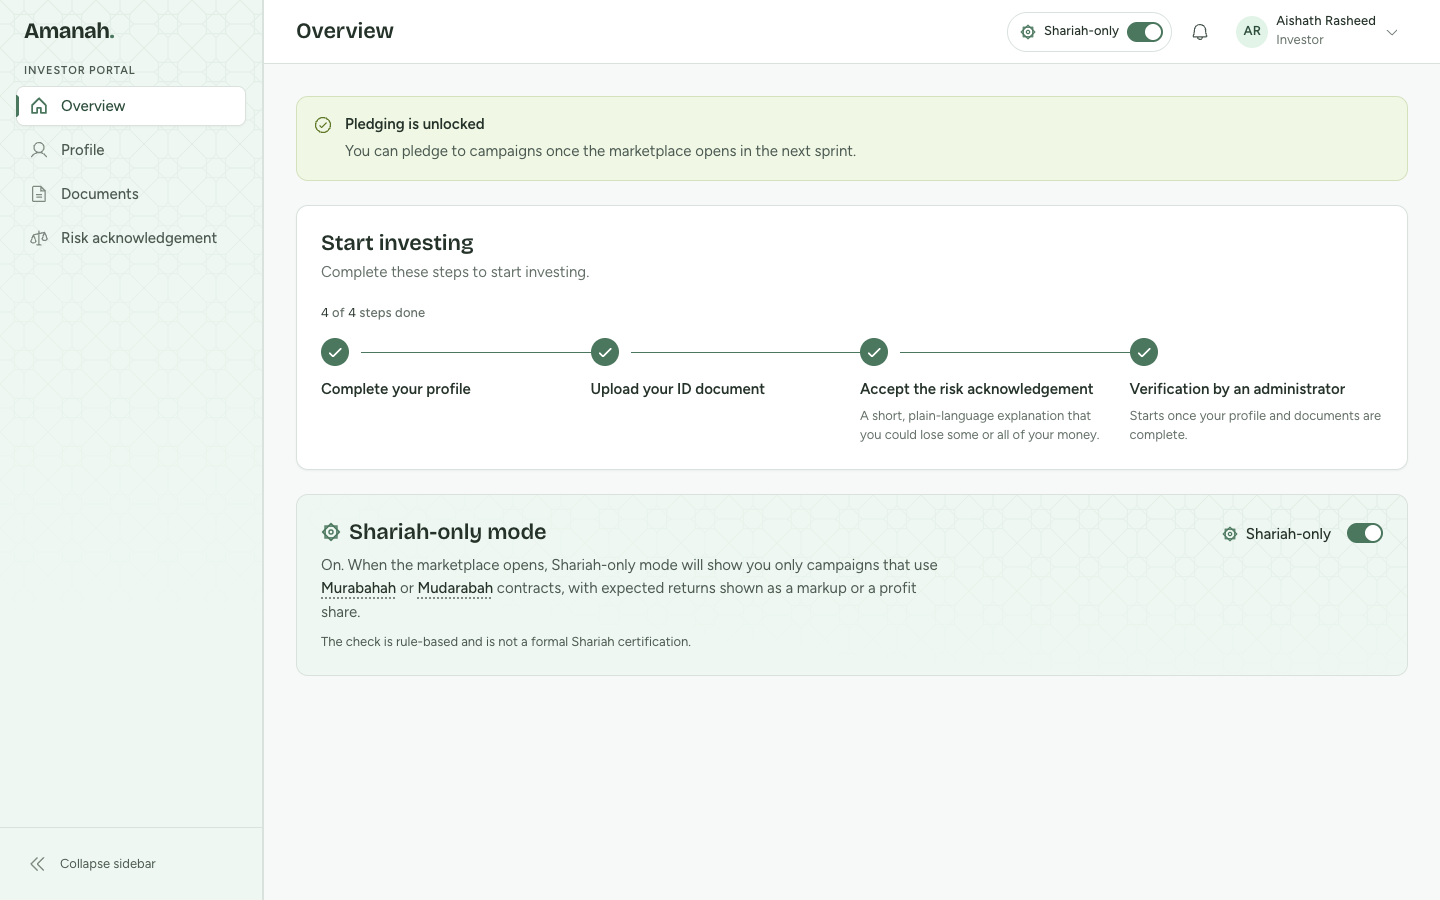 Amanah.
INVESTOR PORTAL
Overview
Profile
Documents
Risk acknowledgement
Collapse sidebar
Overview
Shariah-only
AR
Aishath Rasheed
Investor
Pledging is unlocked
You can pledge to campaigns once the marketplace opens in the next sprint.
Start investing
Complete these steps to start investing.
4 of 4 steps done
Complete your profile
Upload your ID document
Accept the risk acknowledgement
A short, plain-language explanation that
you could lose some or all of your money.
Verification by an administrator
Starts once your profile and documents are
complete.
Shariah-only mode
Shariah-only
On. When the marketplace opens, Shariah-only mode will show you only campaigns that use
Murabahah or Mudarabah contracts, with expected returns shown as a markup or a profit
share.
The check is rule-based and is not a formal Shariah certification.